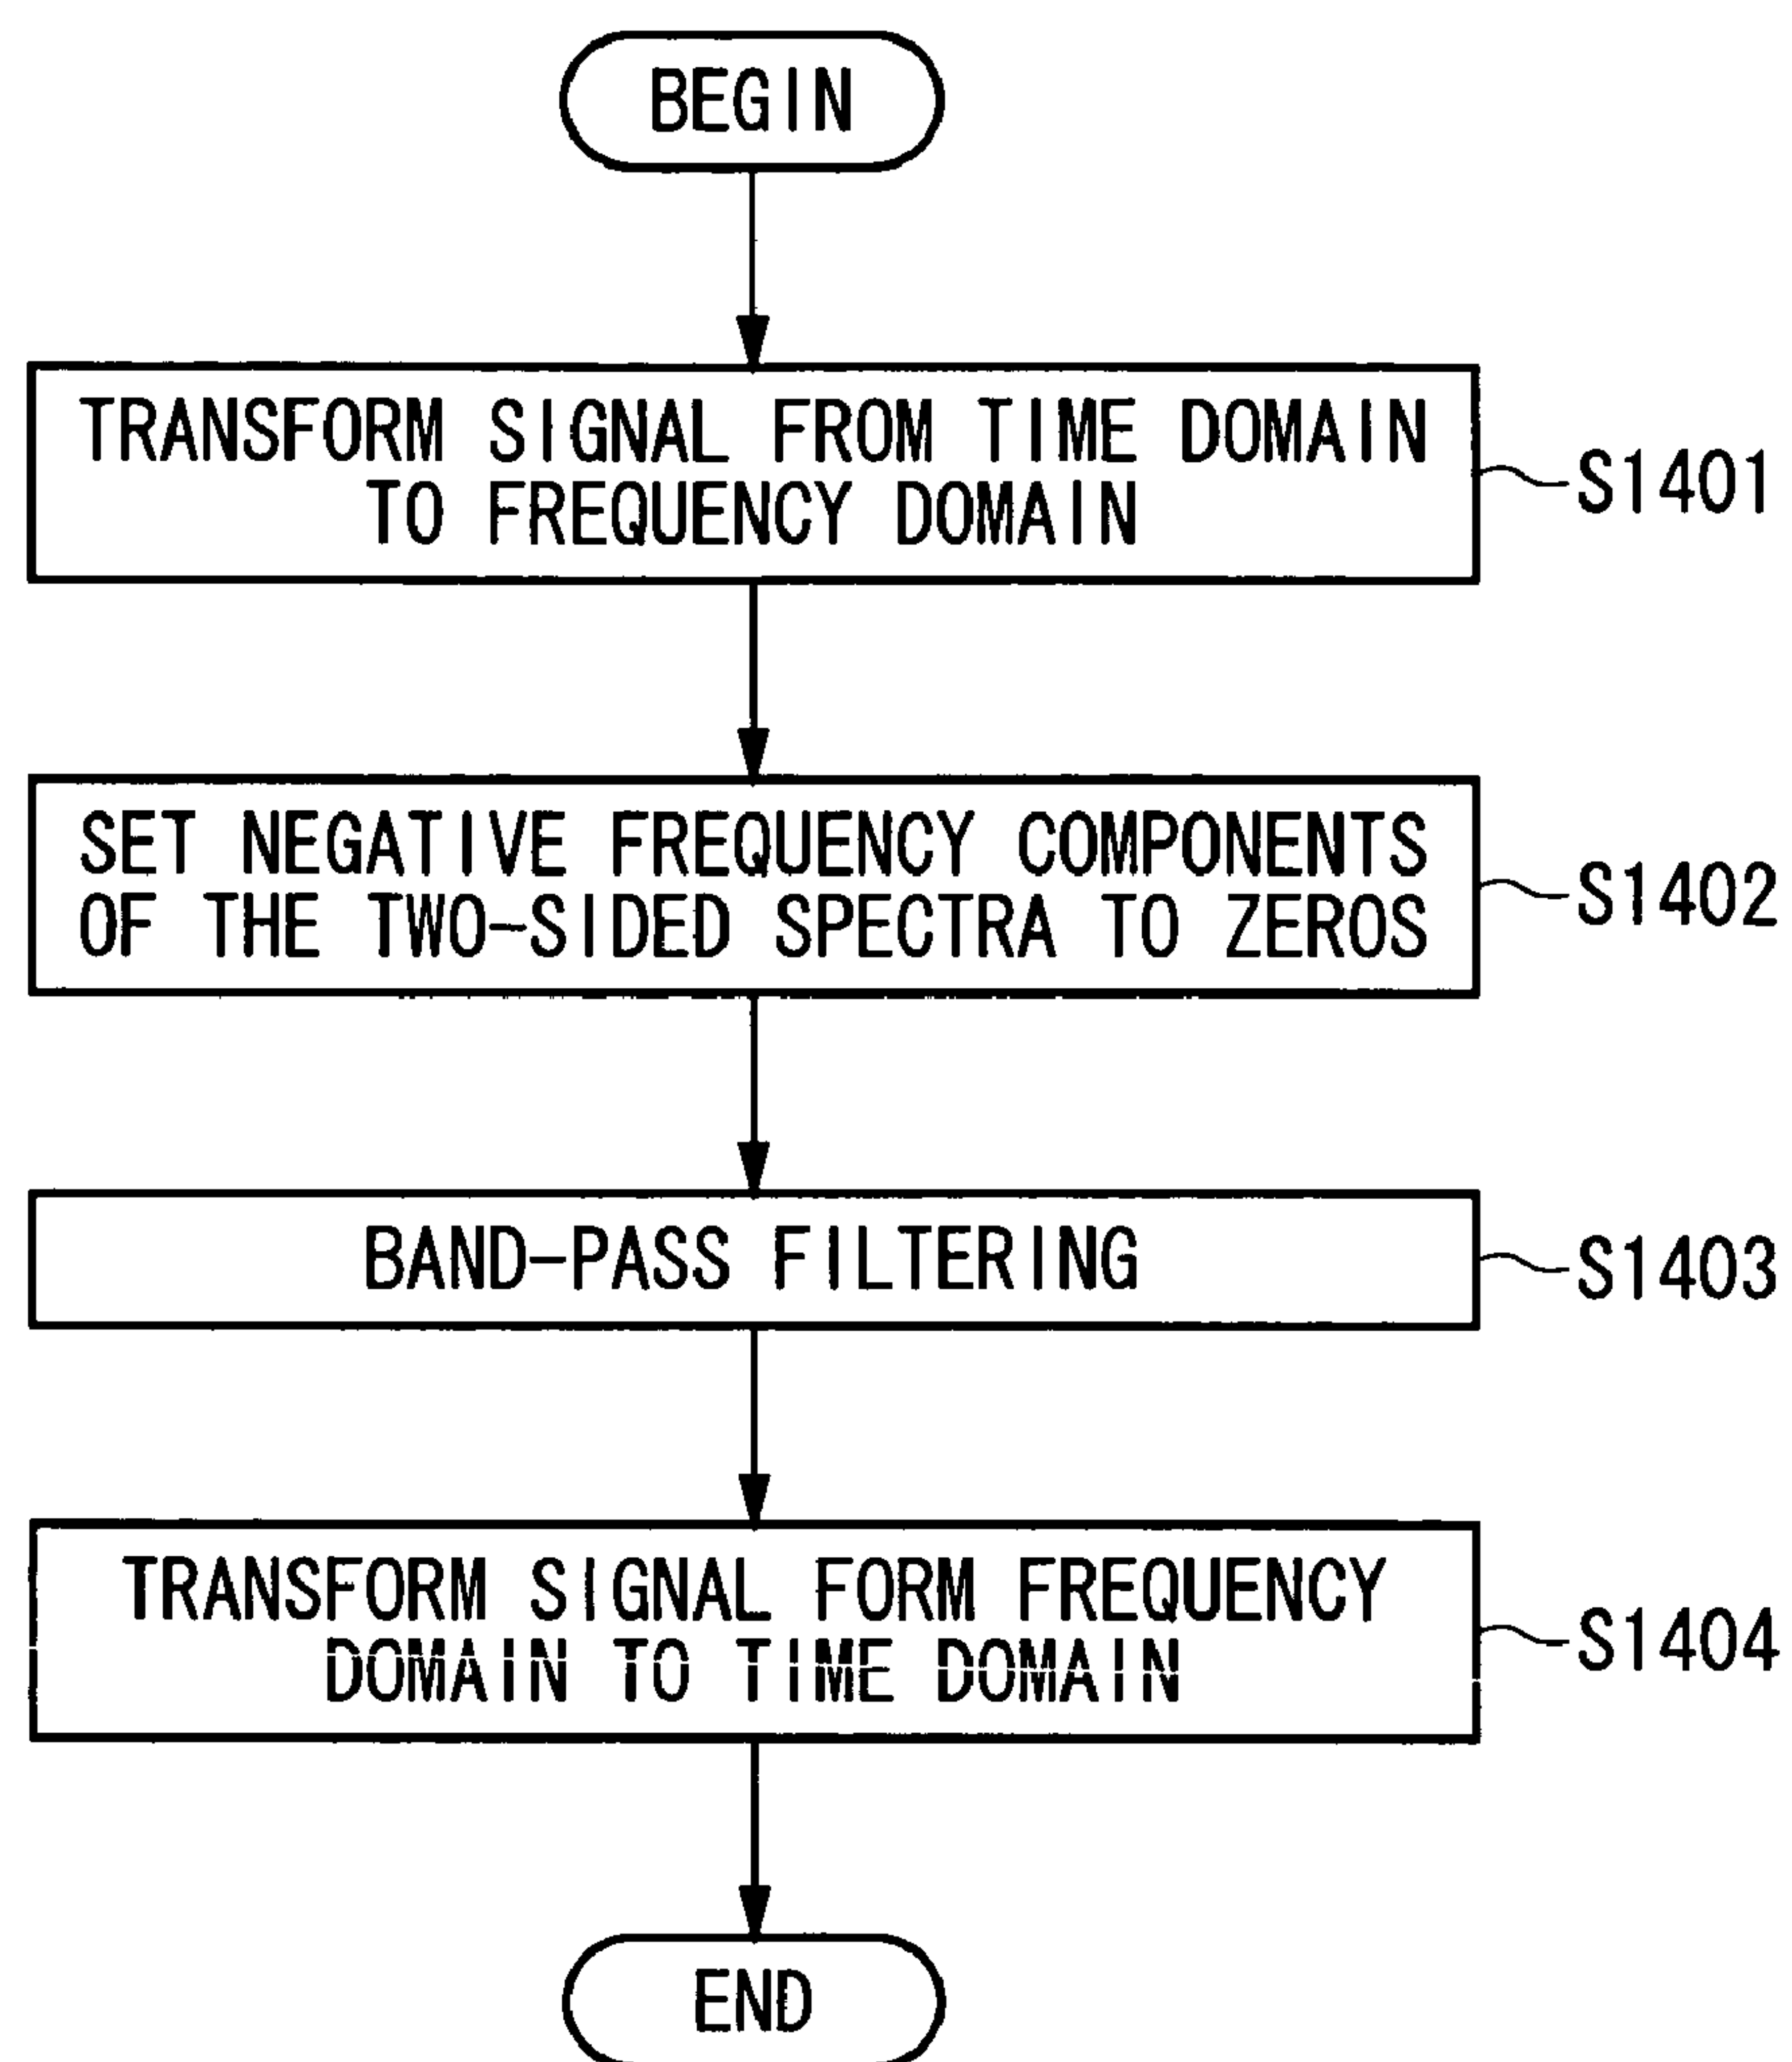 BEGIN
TRANSFORM SIGNAL FROM TIME DOMAIN
TO FREQUENCY DOMAIN
S1401
SET NEGATIVE FREQUENCY COMPONENTS
OF THE TWO-SIDED SPECTRA TO ZEROS
S1402
BAND-PASS FILTERING
S1403
TRANSFORM SIGNAL FORM FREQUENCY
DOMAIN TO TIME DOMAIN
S1404
END